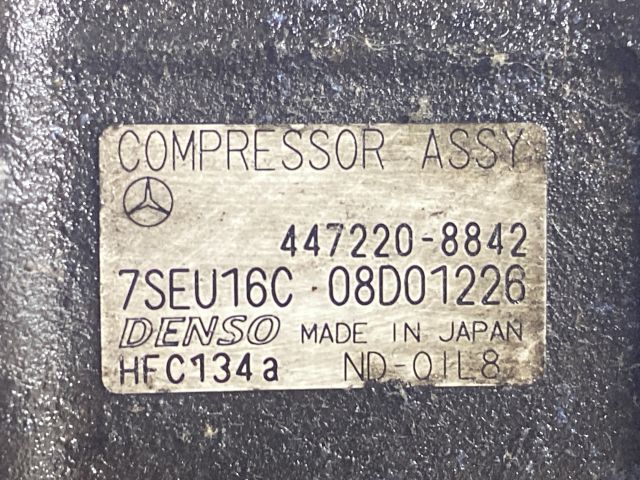 COMPRESSOR ASSY
447220-8842
7SEU16C 08D01226
DENSO MADE IN JAPAN
HFC134a ND-OIL8